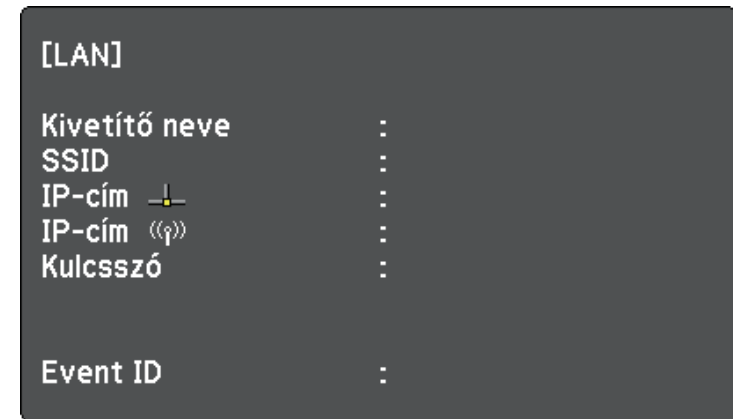 [LAN]
Kivetítő neve :
SSID :
IP-cím :
IP-cím :
Kulcsszó :
Event ID :